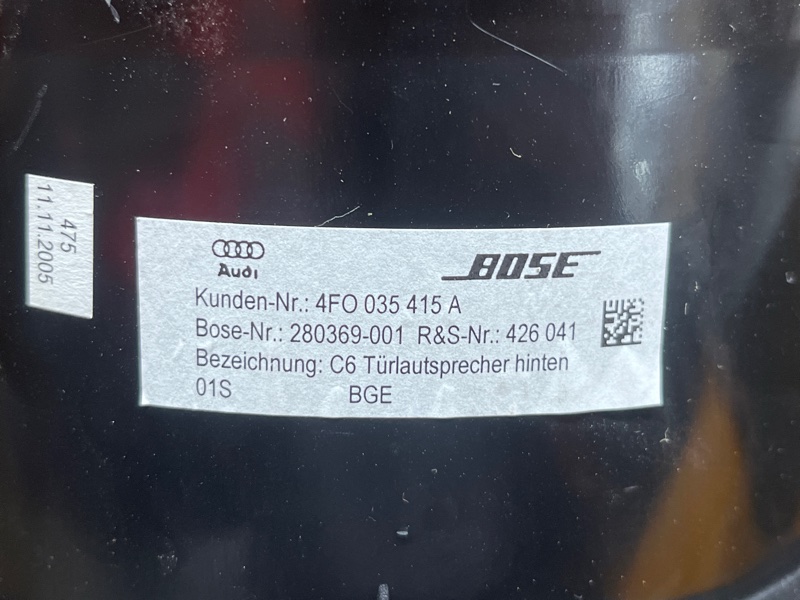 475
11.11.2005
Audi
BOSE
Kunden-Nr.: 4FO 035 415 A
Bose-Nr.: 280369-001 R&S-Nr.: 426 041
Bezeichnung: C6 Türlautsprecher hinten
01S BGE